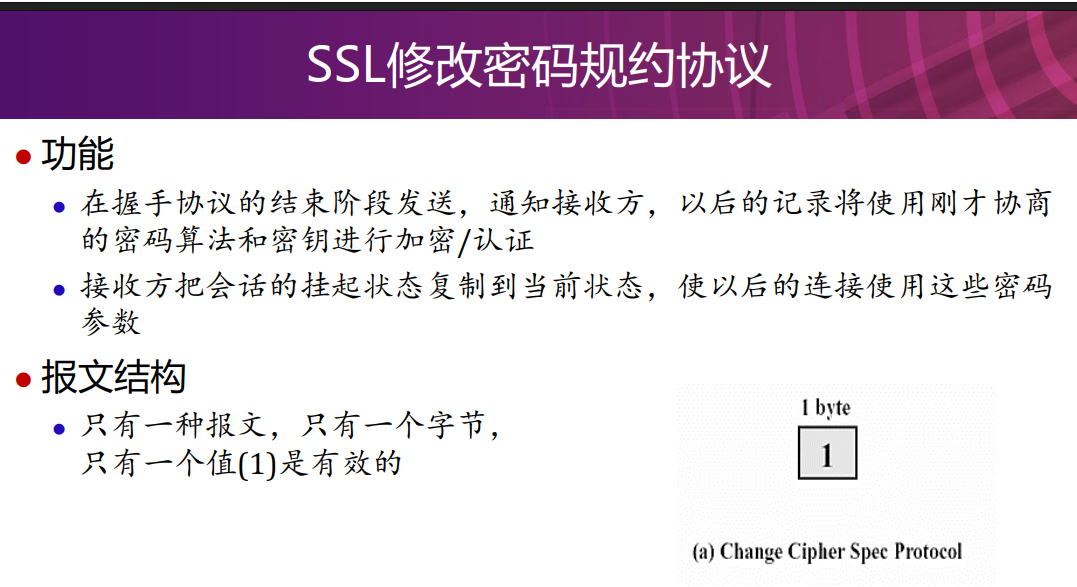 SSL修改密码规约协议
功能
在握手协议的结束阶段发送，通知接收方，以后的记录将使用刚才协商
的密码算法和密钥进行加密/认证
接收方把会话的挂起状态复制到当前状态，使以后的连接使用这些密码
参数
报文结构
只有一种报文，只有一个字节，
只有一个值(1)是有效的
1 byte
1
(a) Change Cipher Spec Protocol